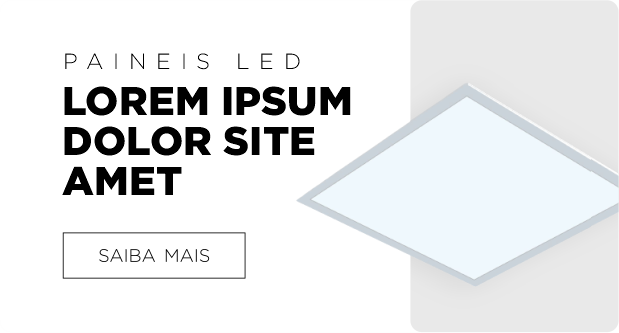 PAINEIS LED
LOREM IPSUM
DOLOR SITE
AMET
SAIBA MAIS